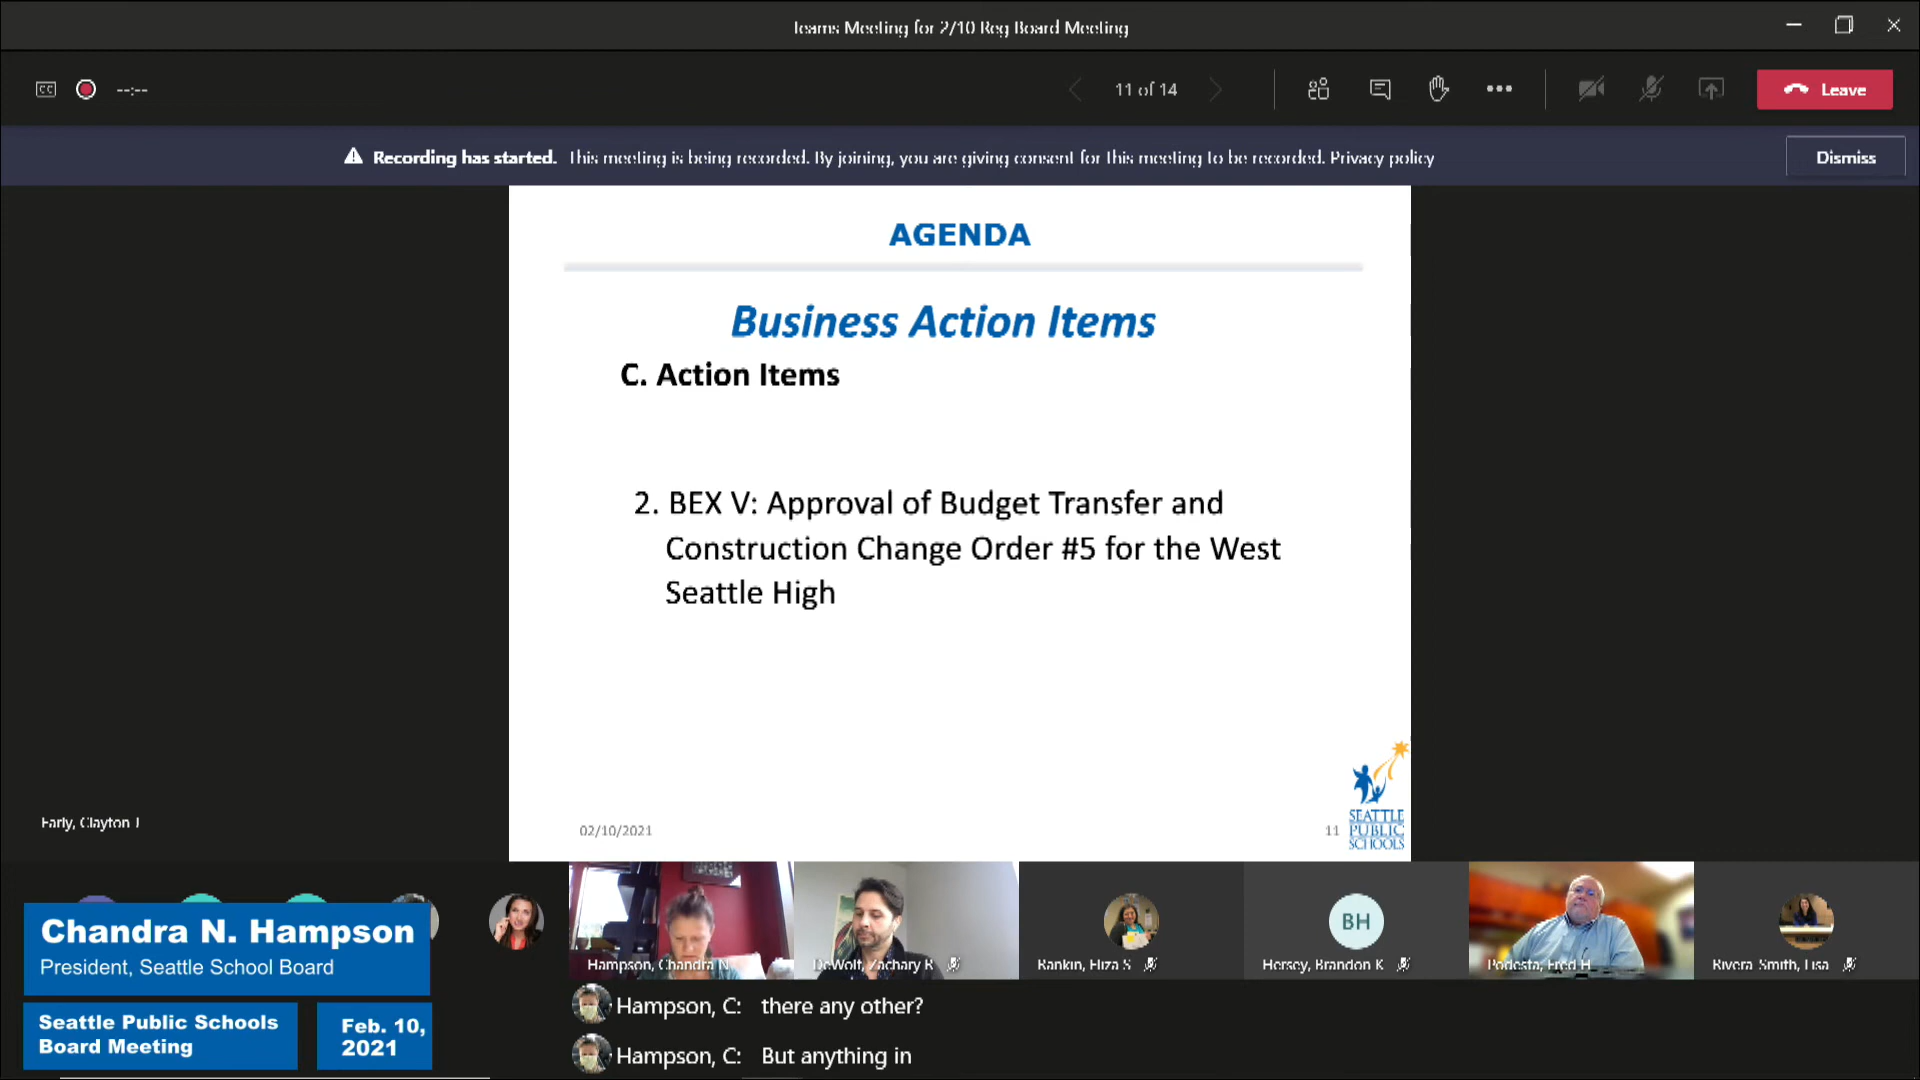 Teams Meeting for 2/10 Reg Board Meeting
CC
--:--
11 of 14
Leave
Recording has started. This meeting is being recorded. By joining, you are giving consent for this meeting to be recorded. Privacy policy
Dismiss
AGENDA
Business Action Items
C. Action Items
2. BEX V: Approval of Budget Transfer and
Construction Change Order #5 for the West
Seattle High
02/10/2021
11
SEATTLE
PUBLIC
SCHOOLS
Early, Clayton J
Chandra N. Hampson
President, Seattle School Board
Seattle Public Schools
Board Meeting
Feb. 10,
2021
Hampson, Chandra N
DeWolf, Zachary R
Rankin, Eliza S
BH
Hersey, Brandon K
Podesta, Fred H
Rivera-Smith, Lisa
Hampson, C: there any other?
Hampson, C: But anything in